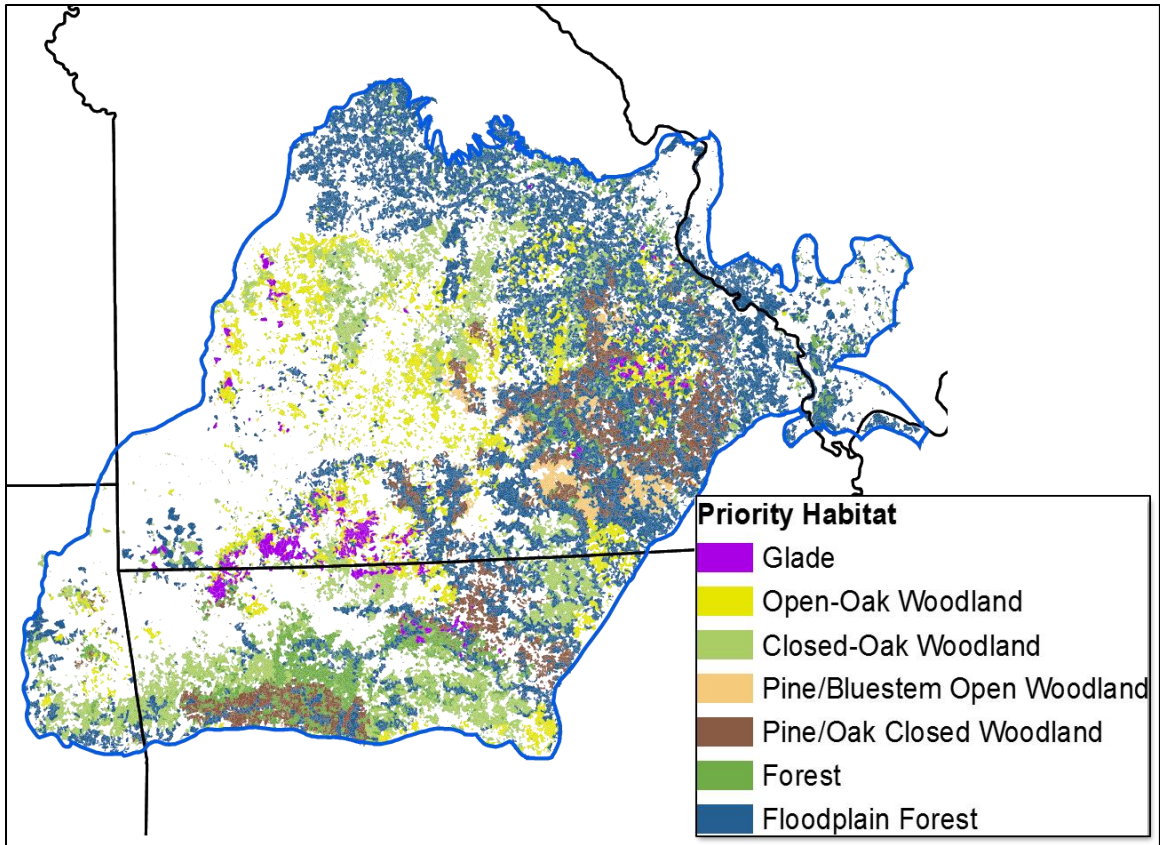 Priority Habitat
Glade
Open-Oak Woodland
Closed-Oak Woodland
Pine/Bluestem Open Woodland
Pine/Oak Closed Woodland
Forest
Floodplain Forest